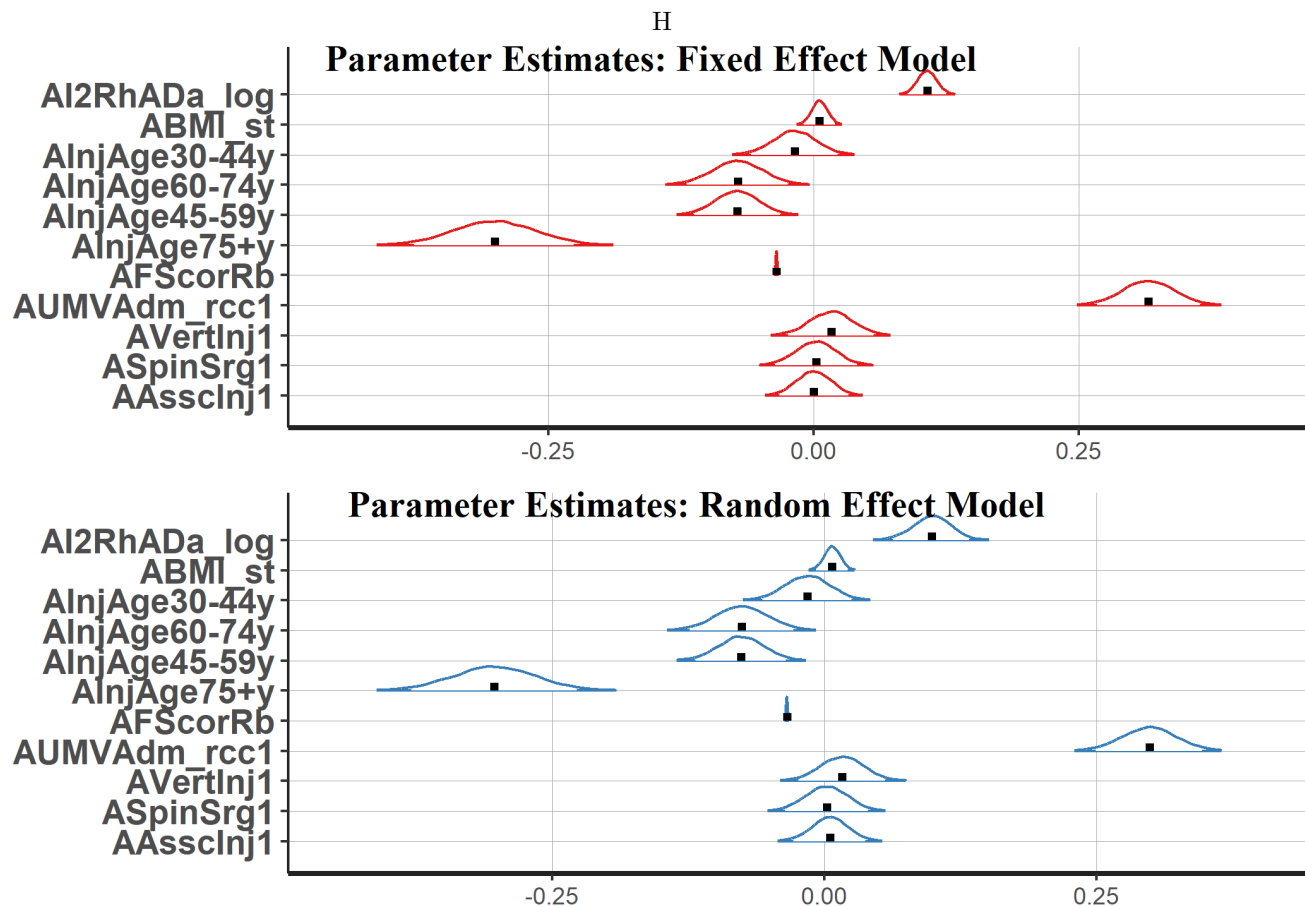 H
Parameter Estimates: Fixed Effect Model
AI2RhADa_log
ABMI_st
AInjAge30-44y
AInjAge60-74y
AInjAge45-59y
AInjAge75+y
AFScorRb
AUMVAdm_rcc1
AVertInj1
ASpinSrg1
AAsscInj1
-0.25 0.00 0.25
Parameter Estimates: Random Effect Model
AI2RhADa_log
ABMI_st
AInjAge30-44y
AInjAge60-74y
AInjAge45-59y
AInjAge75+y
AFScorRb
AUMVAdm_rcc1
AVertInj1
ASpinSrg1
AAsscInj1
-0.25 0.00 0.25